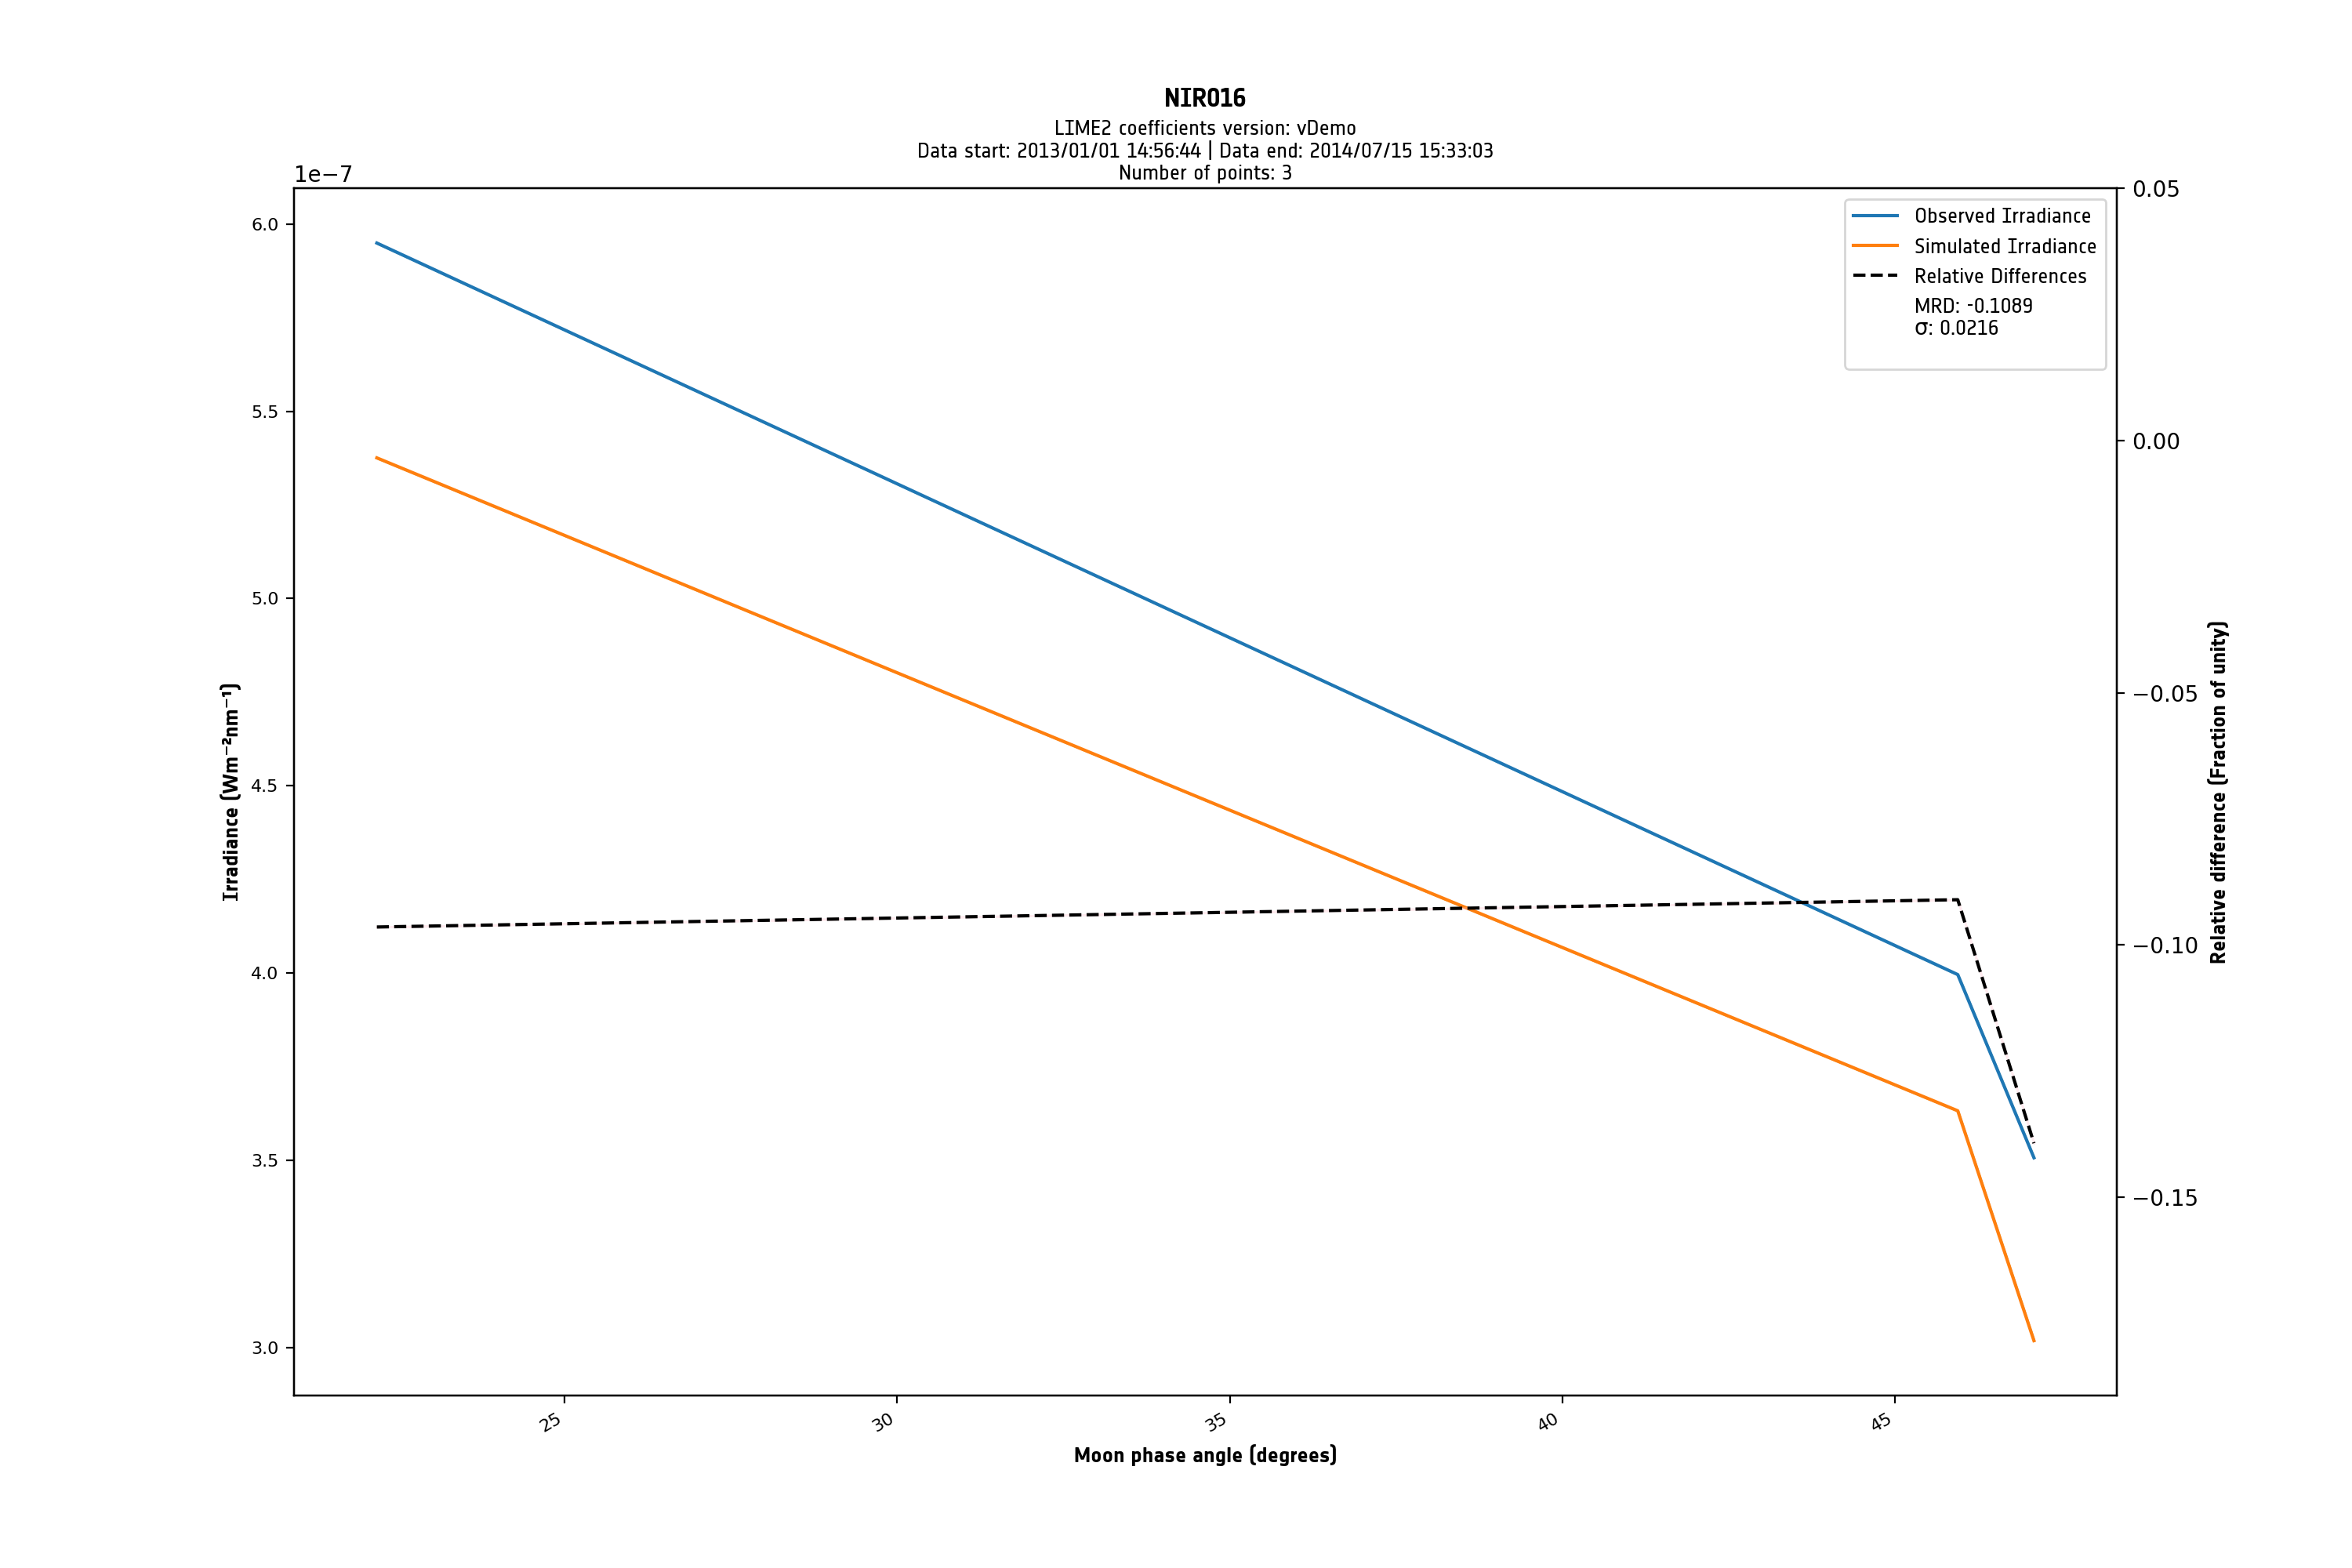 NIR016
LIME2 coefficients version: vDemo
Data start: 2013/01/01 14:56:44 | Data end: 2014/07/15 15:33:03
Number of points: 3
1e−7
6.0
5.5
5.0
4.5
4.0
3.5
3.0
Irradiance (Wm⁻²nm⁻¹)
Observed Irradiance
Simulated Irradiance
Relative Differences
MRD: -0.1089
σ: 0.0216
0.05
0.00
−0.05
−0.10
−0.15
Relative difference (Fraction of unity)
25
30
35
40
45
Moon phase angle (degrees)